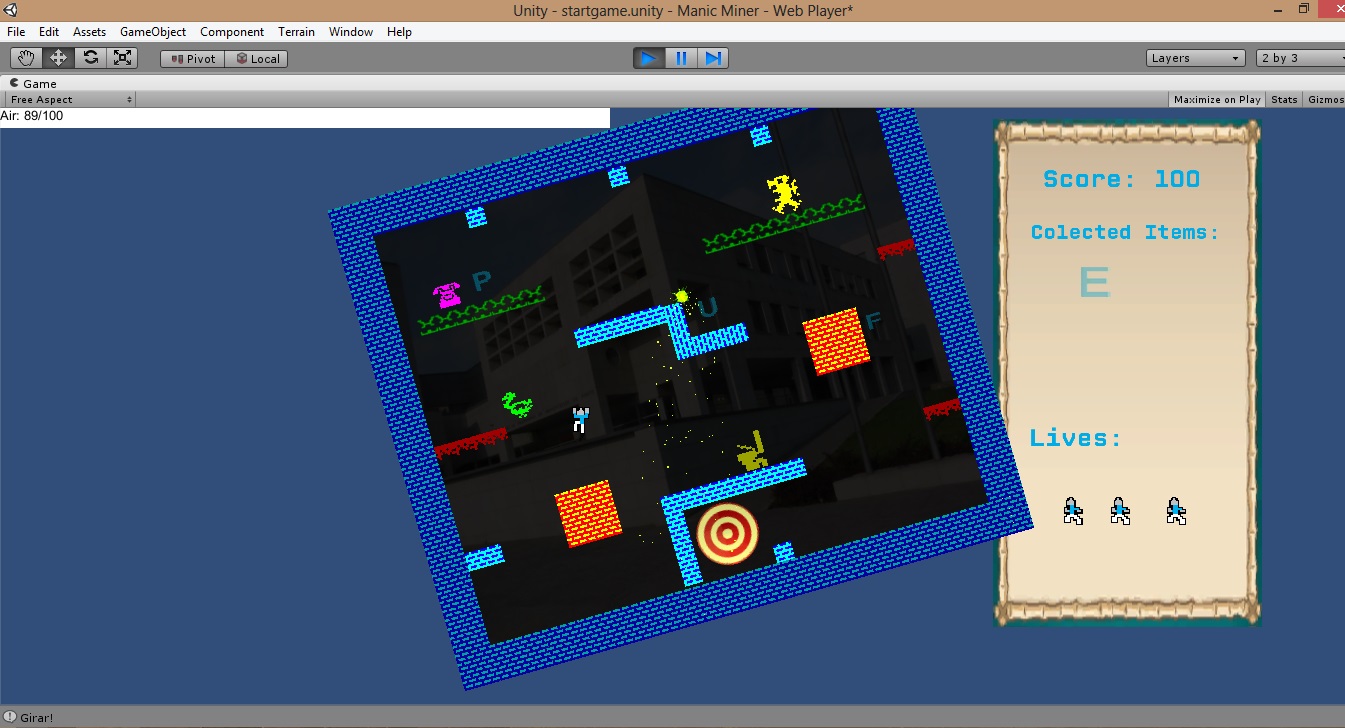 Unity - startgame.unity - Manic Miner - Web Player*
File Edit Assets GameObject Component Terrain Window Help
Pivot Local Layers 2 by 3
Game
Free Aspect Maximize on Play Stats Gizmos
Air: 89/100
Score: 100
Colected Items:
E
P
U
F
Lives:
Girar!